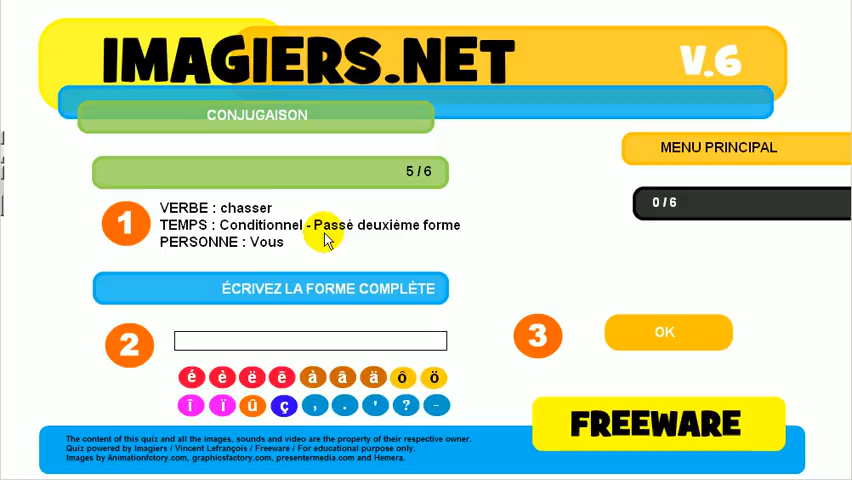 IMAGIERS.NET
V.6
CONJUGAISON
MENU PRINCIPAL
5 / 6
0 / 6
1
VERBE : chasser
TEMPS : Conditionnel - Passé deuxième forme
PERSONNE : Vous
ÉCRIVEZ LA FORME COMPLÈTE
2
3
OK
é è ë ê à â ä ô ö
î ï û ç , . ' ? -
FREEWARE
The content of this quiz and all the images, sounds and video are the property of their respective owner.
Quiz powered by Imagiers / Vincent Lefrançois / Freeware / For educational purpose only.
Images by Animationfctory.com, graphicsfactory.com, presentermedia.com and Hemera.